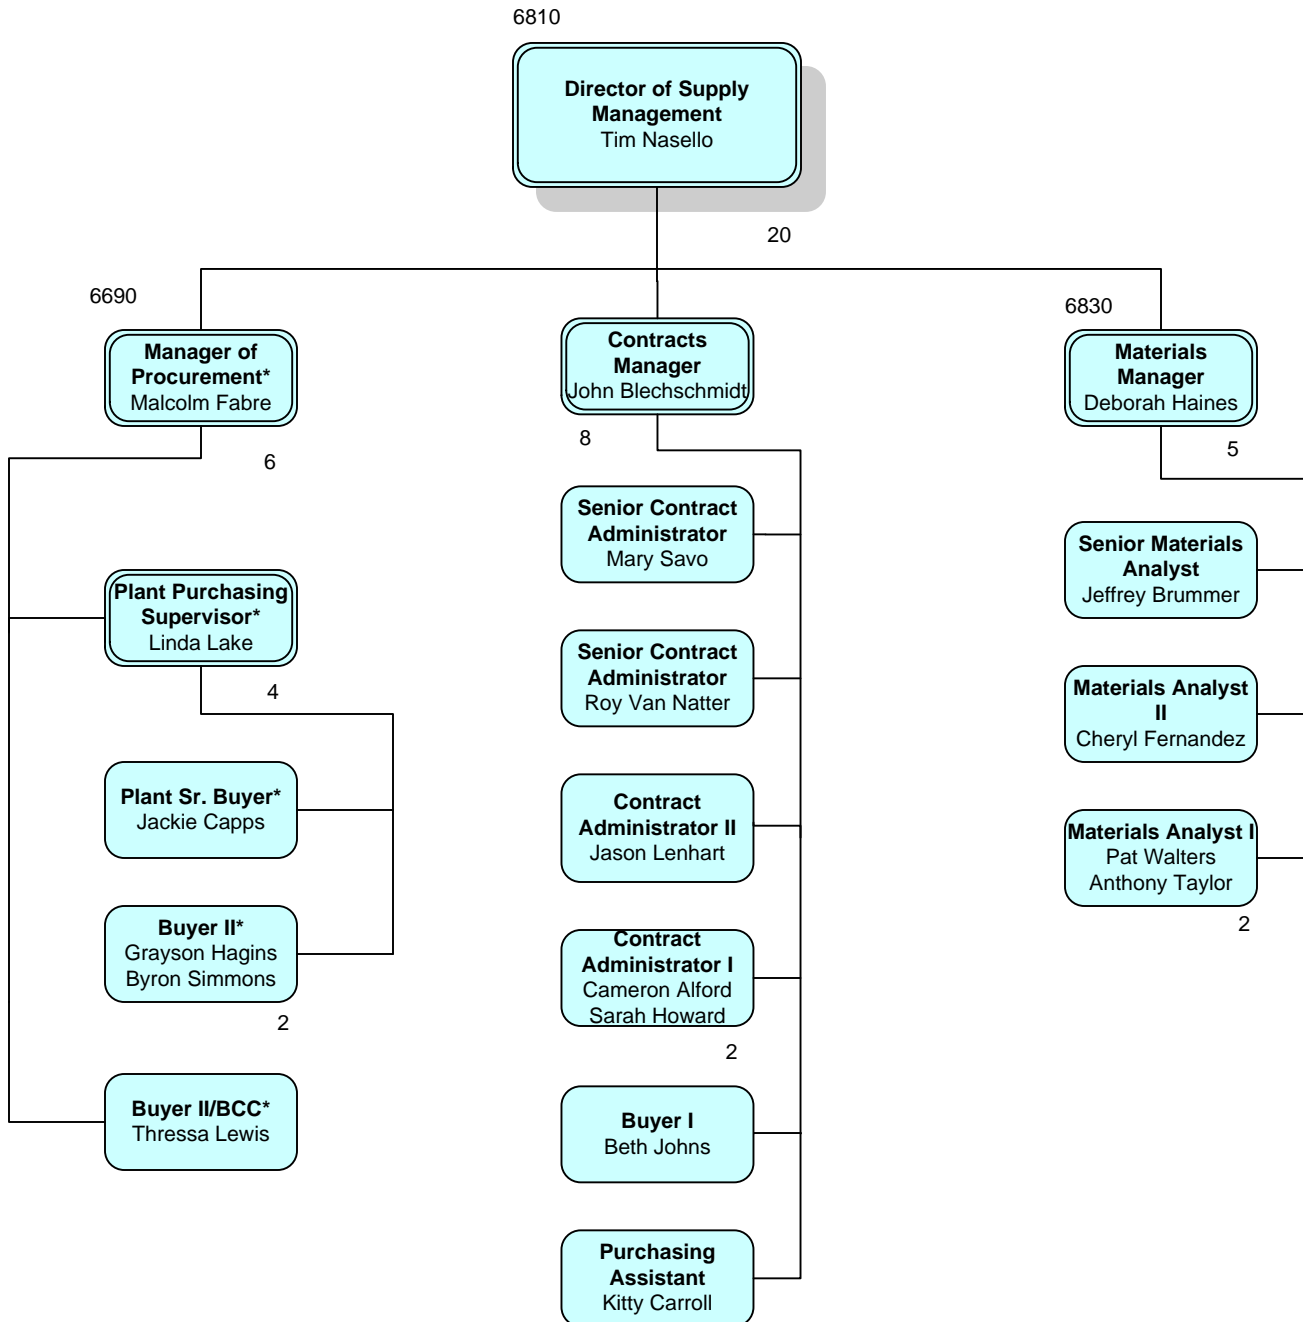 6810
Director of Supply
Management
Tim Nasello
20
6690
Manager of
Procurement*
Malcolm Fabre
6
Plant Purchasing
Supervisor*
Linda Lake
4
Plant Sr. Buyer*
Jackie Capps
Buyer II*
Grayson Hagins
Byron Simmons
2
Buyer II/BCC*
Thressa Lewis
Contracts
Manager
John Blechschmidt
8
Senior Contract
Administrator
Mary Savo
Senior Contract
Administrator
Roy Van Natter
Contract
Administrator II
Jason Lenhart
Contract
Administrator I
Cameron Alford
Sarah Howard
2
Buyer I
Beth Johns
Purchasing
Assistant
Kitty Carroll
6830
Materials
Manager
Deborah Haines
5
Senior Materials
Analyst
Jeffrey Brummer
Materials Analyst
II
Cheryl Fernandez
Materials Analyst I
Pat Walters
Anthony Taylor
2